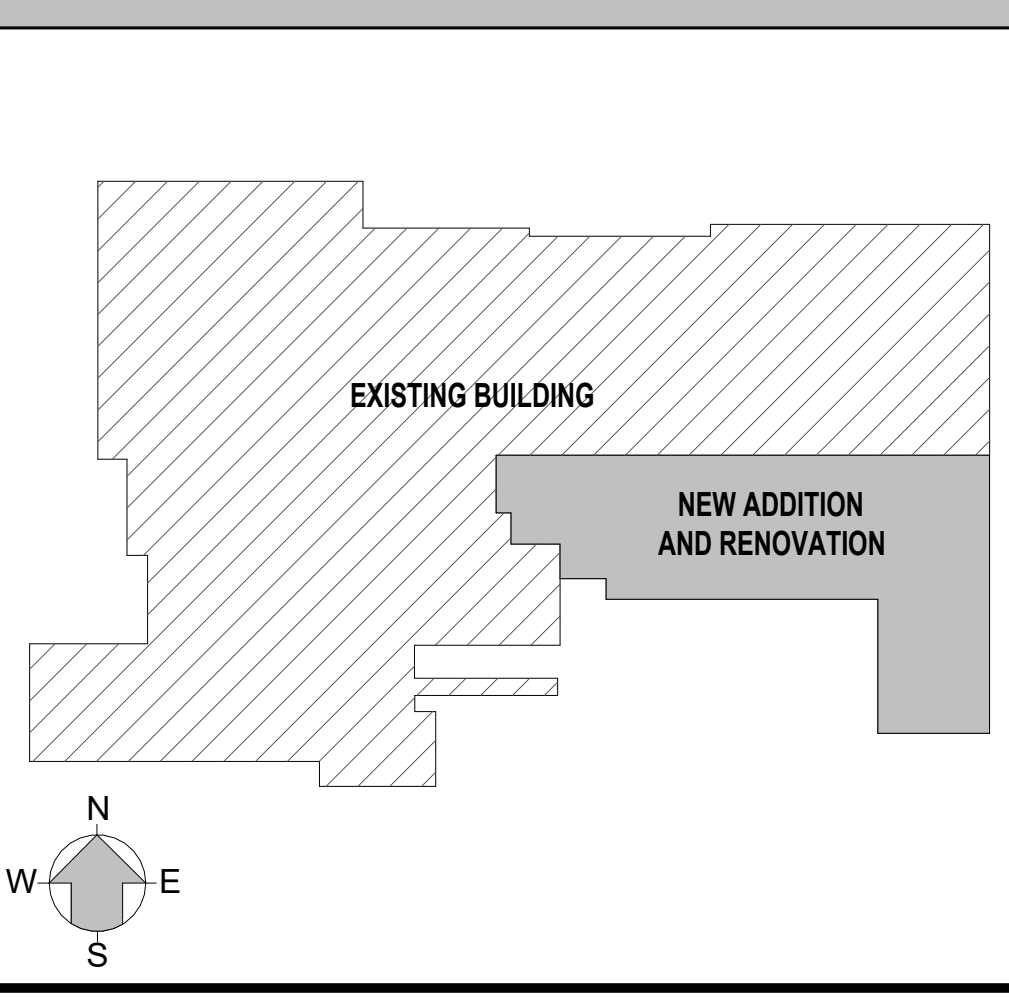 EXISTING BUILDING
NEW ADDITION
AND RENOVATION
N
W E
S